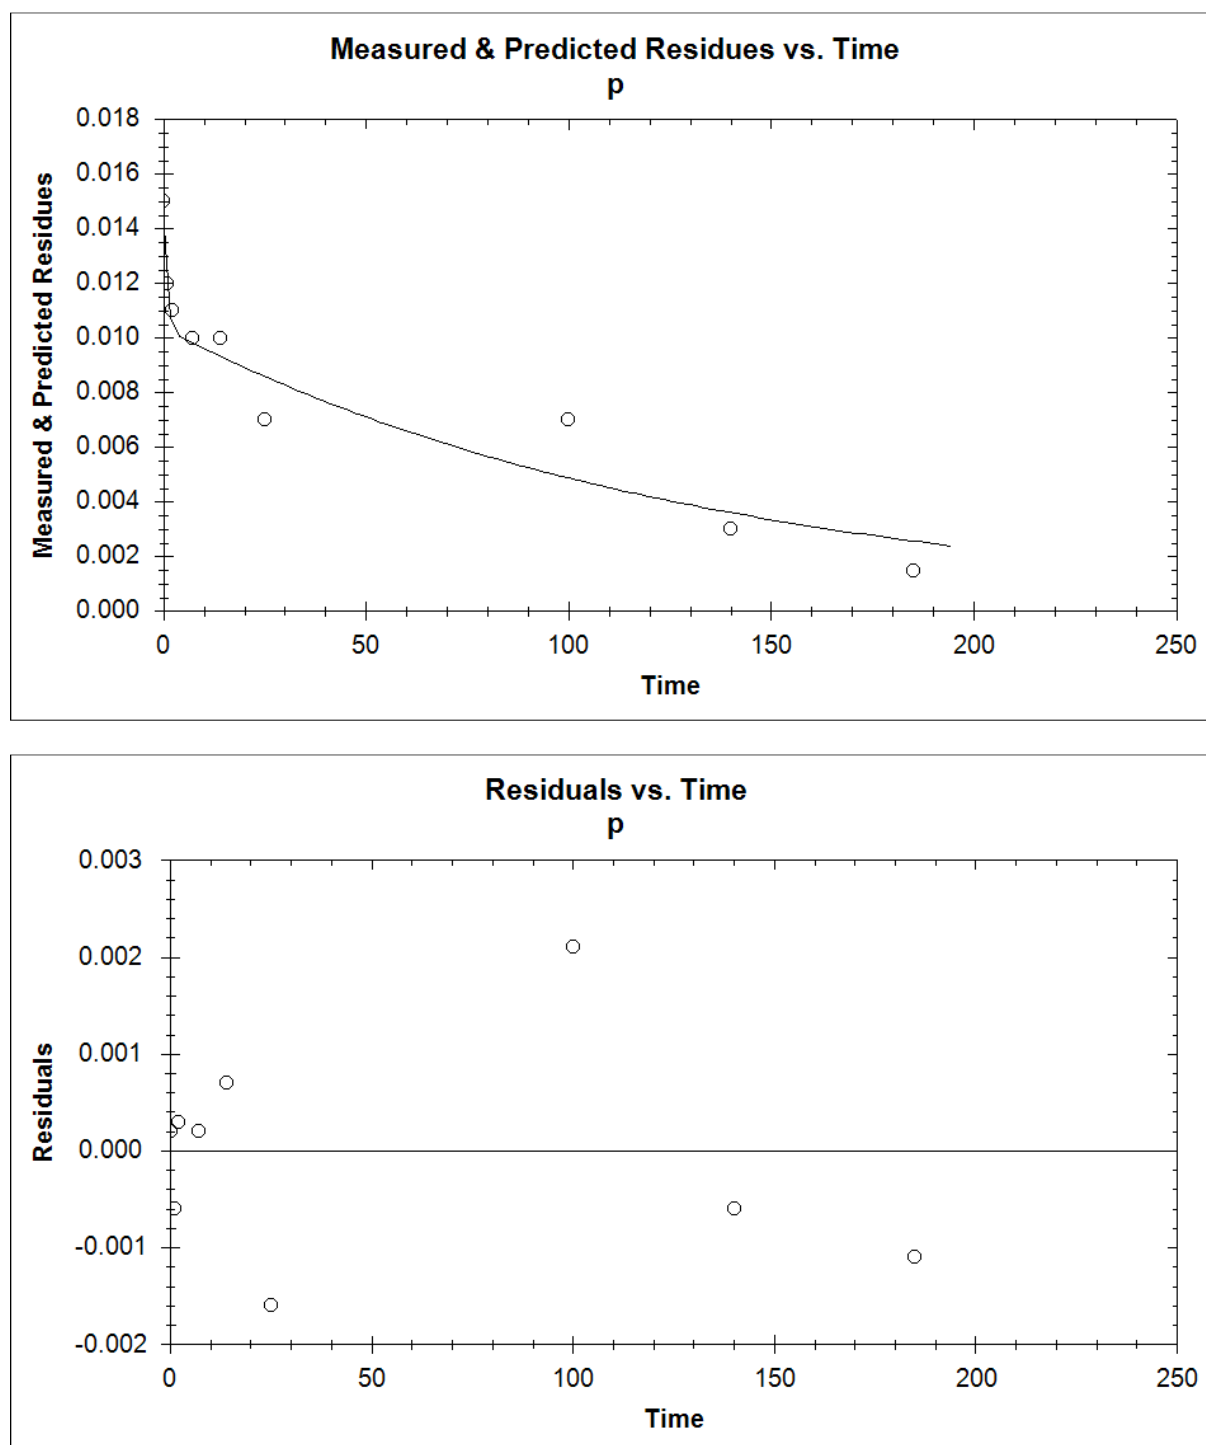 Measured & Predicted Residues vs. Time
p
Measured & Predicted Residues
0.018
0.016
0.014
0.012
0.010
0.008
0.006
0.004
0.002
0.000
0 50 100 150 200 250
Time
Residuals vs. Time
p
Residuals
0.003
0.002
0.001
0.000
-0.001
-0.002
0 50 100 150 200 250
Time